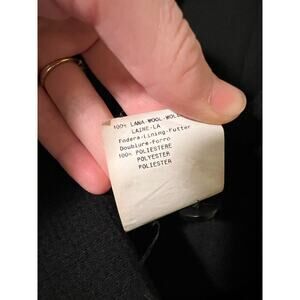 100% LANA-WOOL-WOLLE
LAINE-LA
Fodera-Lining-Futter
Doublure-Forro
100% POLIESTERE
POLYESTER
POLIESTER